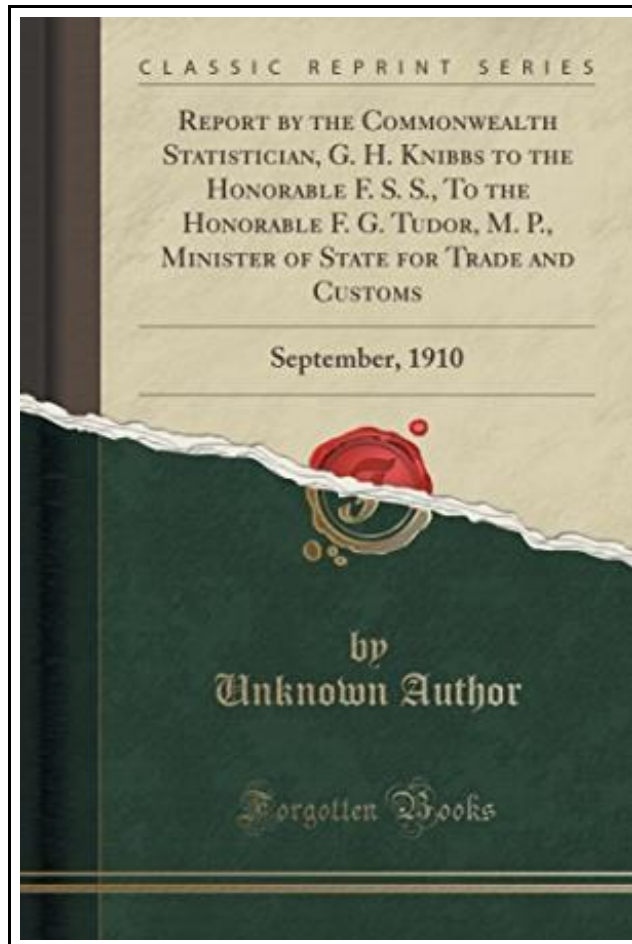 CLASSIC REPRINT SERIES
REPORT BY THE COMMONWEALTH
STATISTICIAN, G. H. KNIBBS TO THE
HONORABLE F. S. S., TO THE
HONORABLE F. G. TUDOR, M. P.,
MINISTER OF STATE FOR TRADE AND
CUSTOMS
September, 1910
by
Unknown Author
Forgotten Books